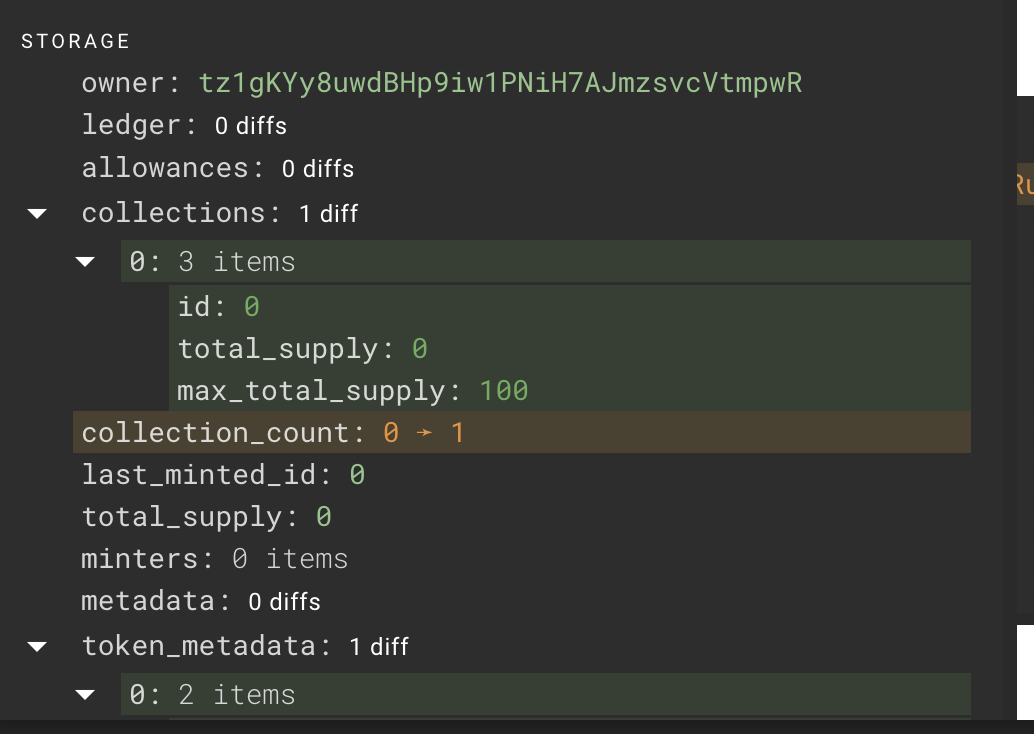 STORAGE
owner: tz1gKYy8uwdBHp9iw1PNiH7AJmzsvcVtmpwR
ledger: 0 diffs
allowances: 0 diffs
collections: 1 diff
0: 3 items
id: 0
total_supply: 0
max_total_supply: 100
collection_count: 0 → 1
last_minted_id: 0
total_supply: 0
minters: 0 items
metadata: 0 diffs
token_metadata: 1 diff
0: 2 items